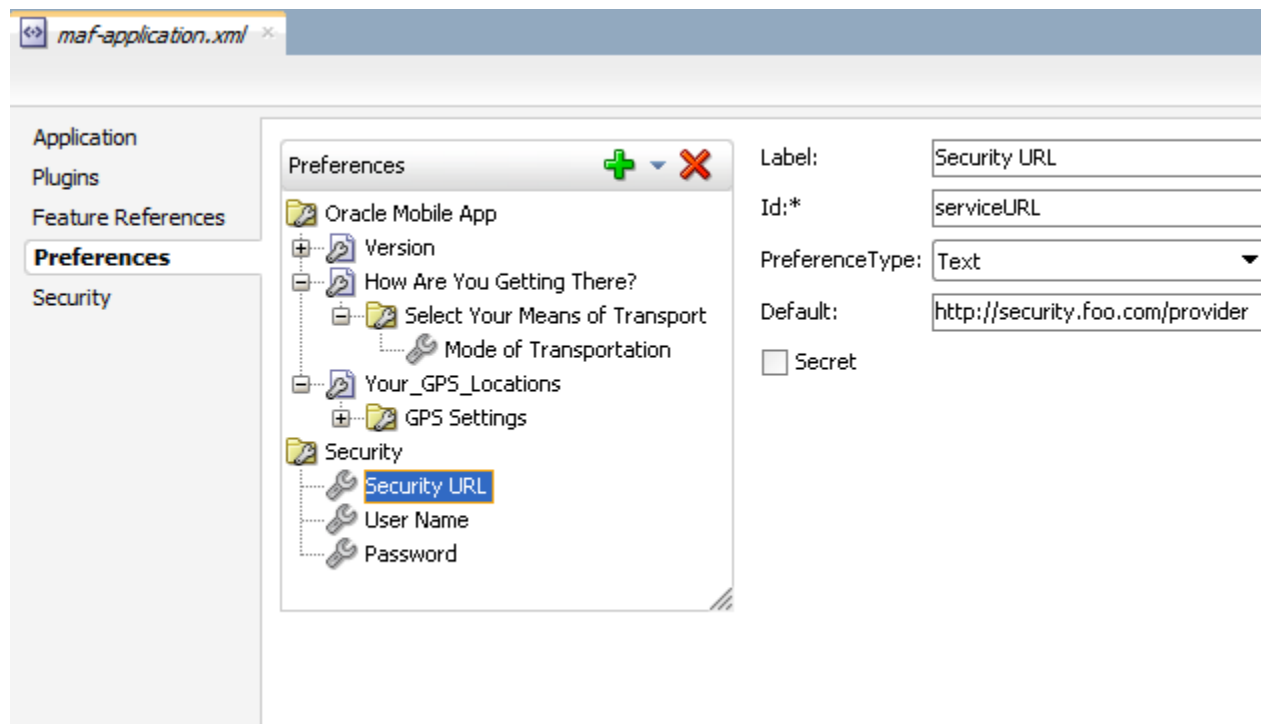 maf-application.xml
Application
Plugins
Feature References
Preferences
Security
Preferences
Oracle Mobile App
Version
How Are You Getting There?
Select Your Means of Transport
Mode of Transportation
Your_GPS_Locations
GPS Settings
Security
Security URL
User Name
Password
Label: Security URL
Id:* serviceURL
PreferenceType: Text
Default: http://security.foo.com/provider
Secret